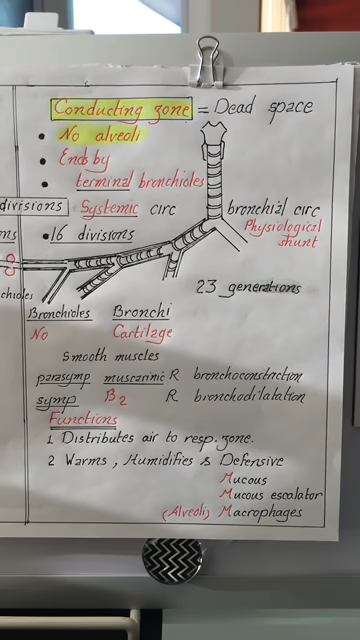 Conducting zone = Dead space
• No alveoli
• Ends by
• terminal bronchioles
divisions Systemic circ bronchial circ
Physiological shunt
ns • 16 divisions
23 generations
chioles
Bronchioles Bronchi
No Cartilage
Smooth muscles
parasymp muscarinic R bronchoconstriction
symp B2 R bronchodilatation
Functions
1 Distributes air to resp. zone.
2 Warms, Humidifies & Defensive
Mucous
Mucous escalator
(Alveoli) Macrophages